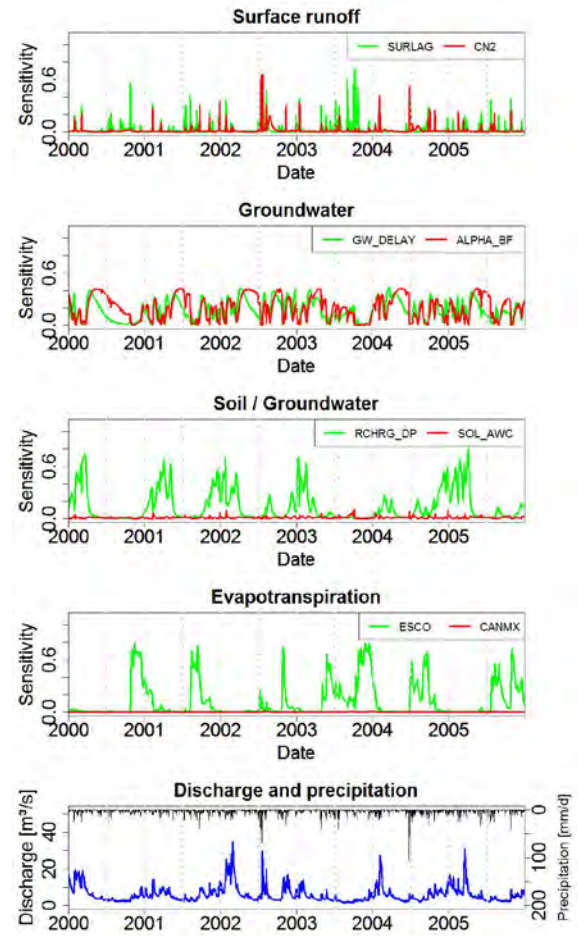 Surface runoff
SURLAG CN2
Sensitivity
0.0 0.6
2000 2001 2002 2003 2004 2005
Date
Groundwater
GW_DELAY ALPHA_BF
Sensitivity
0.0 0.6
2000 2001 2002 2003 2004 2005
Date
Soil / Groundwater
RCHRG_DP SOL_AWC
Sensitivity
0.0 0.6
2000 2001 2002 2003 2004 2005
Date
Evapotranspiration
ESCO CANMX
Sensitivity
0.0 0.6
2000 2001 2002 2003 2004 2005
Date
Discharge and precipitation
Discharge [m³/s]
0 20 40
Precipitation [mm/d]
0 100 200
2000 2001 2002 2003 2004 2005
Date